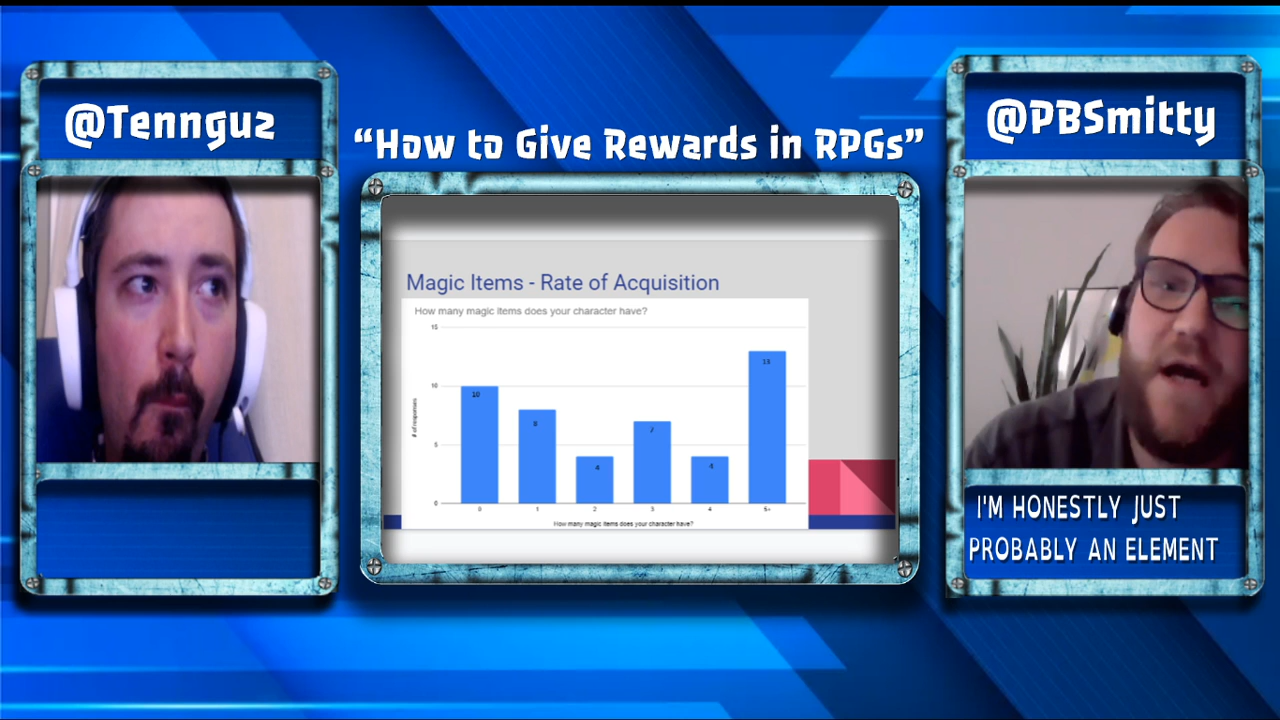 @Tennguz
“How to Give Rewards in RPGs”
@PBSmitty
Magic Items - Rate of Acquisition
How many magic items does your character have?
15
10
5
0
# of responses
10
8
4
7
4
13
0
1
2
3
4
5+
How many magic items does your character have?
I'M HONESTLY JUST
PROBABLY AN ELEMENT